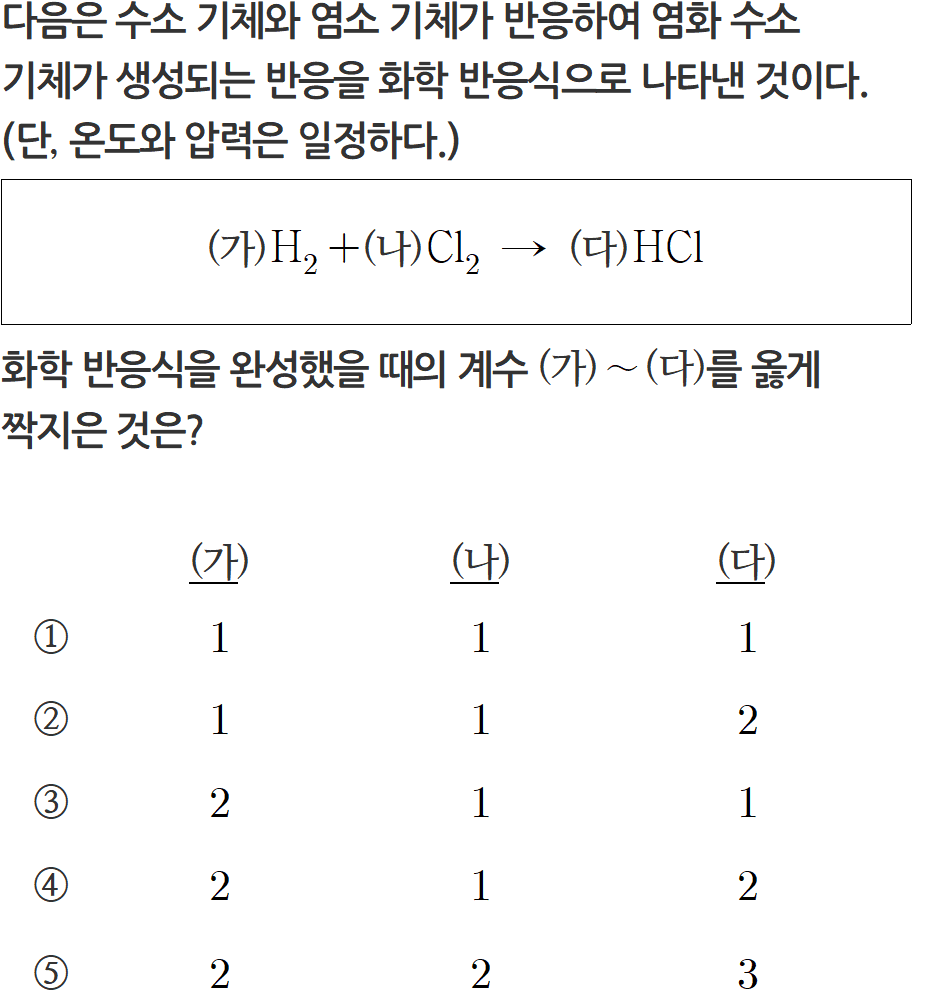 다음은 수소 기체와 염소 기체가 반응하여 염화 수소
기체가 생성되는 반응을 화학 반응식으로 나타낸 것이다.
(단, 온도와 압력은 일정하다.)
(가)H₂ +(나)Cl₂ → (다)HCl
화학 반응식을 완성했을 때의 계수 (가) ~ (다)를 옳게
짝지은 것은?
(가) (나) (다)
① 1 1 1
② 1 1 2
③ 2 1 1
④ 2 1 2
⑤ 2 2 3